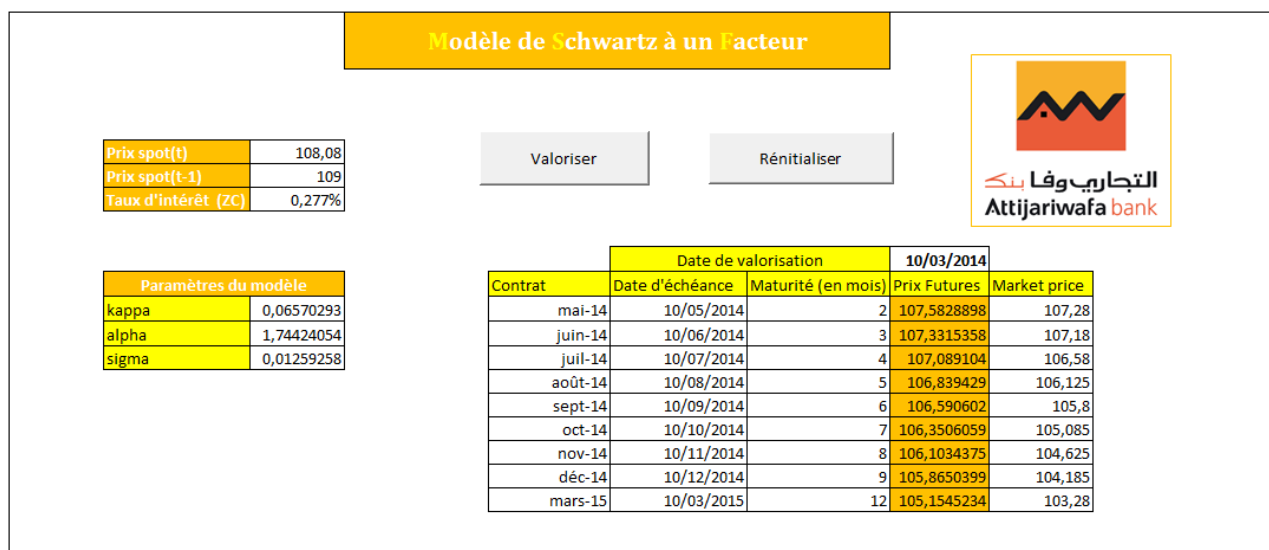 Modèle de Schwartz à un Facteur
التجاري وفا بنك
Attijariwafa bank
Prix spot(t) 108,08
Prix spot(t-1) 109
Taux d'intérêt (ZC) 0,277%
Valoriser
Rénitialiser
Paramètres du modèle
kappa 0,06570293
alpha 1,74424054
sigma 0,01259258
Date de valorisation 10/03/2014
Contrat Date d'échéance Maturité (en mois) Prix Futures Market price
mai-14 10/05/2014 2 107,5828898 107,28
juin-14 10/06/2014 3 107,3315358 107,18
juil-14 10/07/2014 4 107,089104 106,58
août-14 10/08/2014 5 106,839429 106,125
sept-14 10/09/2014 6 106,590602 105,8
oct-14 10/10/2014 7 106,3506059 105,085
nov-14 10/11/2014 8 106,1034375 104,625
déc-14 10/12/2014 9 105,8650399 104,185
mars-15 10/03/2015 12 105,1545234 103,28